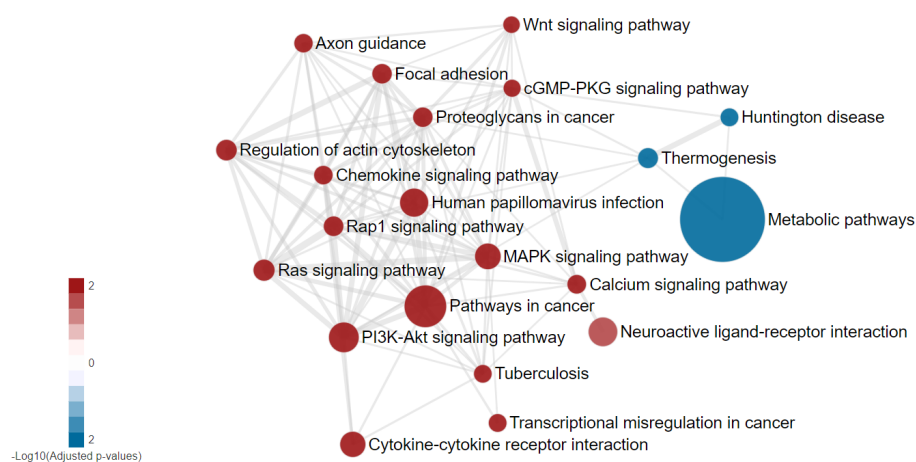 Wnt signaling pathway
Axon guidance
Focal adhesion
cGMP-PKG signaling pathway
Proteoglycans in cancer
Huntington disease
Regulation of actin cytoskeleton
Thermogenesis
Chemokine signaling pathway
Human papillomavirus infection
Metabolic pathways
Rap1 signaling pathway
MAPK signaling pathway
Ras signaling pathway
Calcium signaling pathway
Pathways in cancer
Neuroactive ligand-receptor interaction
PI3K-Akt signaling pathway
Tuberculosis
Transcriptional misregulation in cancer
Cytokine-cytokine receptor interaction
2
0
2
-Log10(Adjusted p-values)